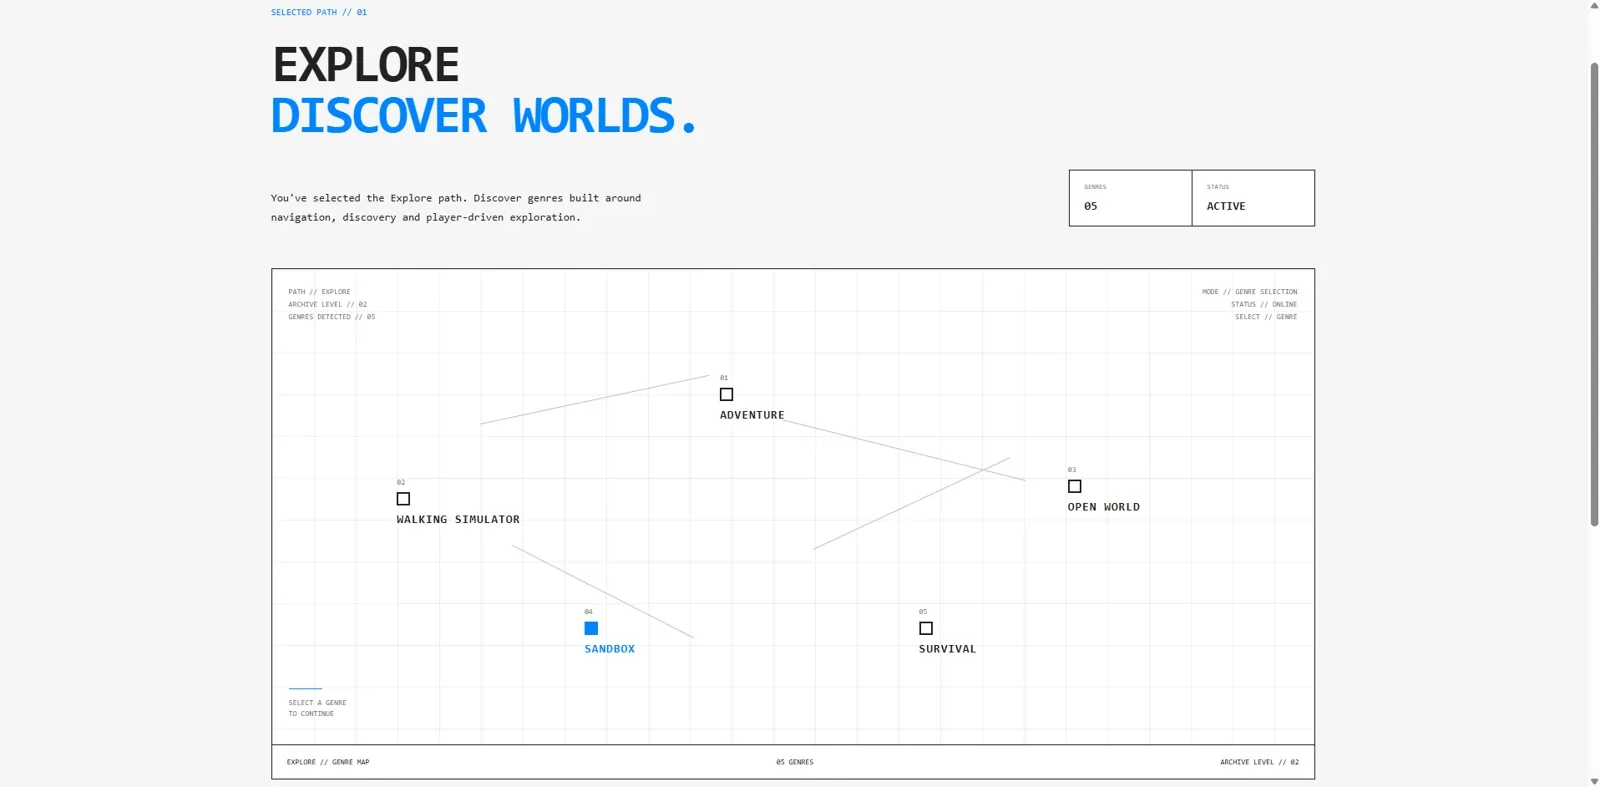 SELECTED PATH // 01
EXPLORE
DISCOVER WORLDS.
You've selected the Explore path. Discover genres built around
navigation, discovery and player-driven exploration.
GENRES
05
STATUS
ACTIVE
PATH // EXPLORE
ARCHIVE LEVEL // 02
GENRES DETECTED // 05
MODE // GENRE SELECTION
STATUS // ONLINE
SELECT // GENRE
01
ADVENTURE
02
WALKING SIMULATOR
03
OPEN WORLD
04
SANDBOX
05
SURVIVAL
SELECT A GENRE
TO CONTINUE
EXPLORE // GENRE MAP
05 GENRES
ARCHIVE LEVEL // 02